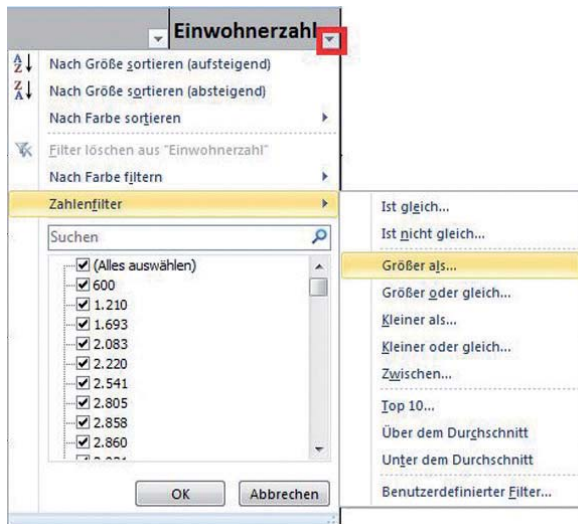 Einwohnerzahl
Nach Größe sortieren (aufsteigend)
Nach Größe sortieren (absteigend)
Nach Farbe sortieren
Filter löschen aus "Einwohnerzahl"
Nach Farbe filtern
Zahlenfilter
Suchen
(Alles auswählen)
600
1.210
1.693
2.083
2.220
2.541
2.805
2.858
2.860
OK Abbrechen
Ist gleich...
Ist nicht gleich...
Größer als...
Größer oder gleich...
Kleiner als...
Kleiner oder gleich...
Zwischen...
Top 10...
Über dem Durchschnitt
Unter dem Durchschnitt
Benutzerdefinierter Filter...